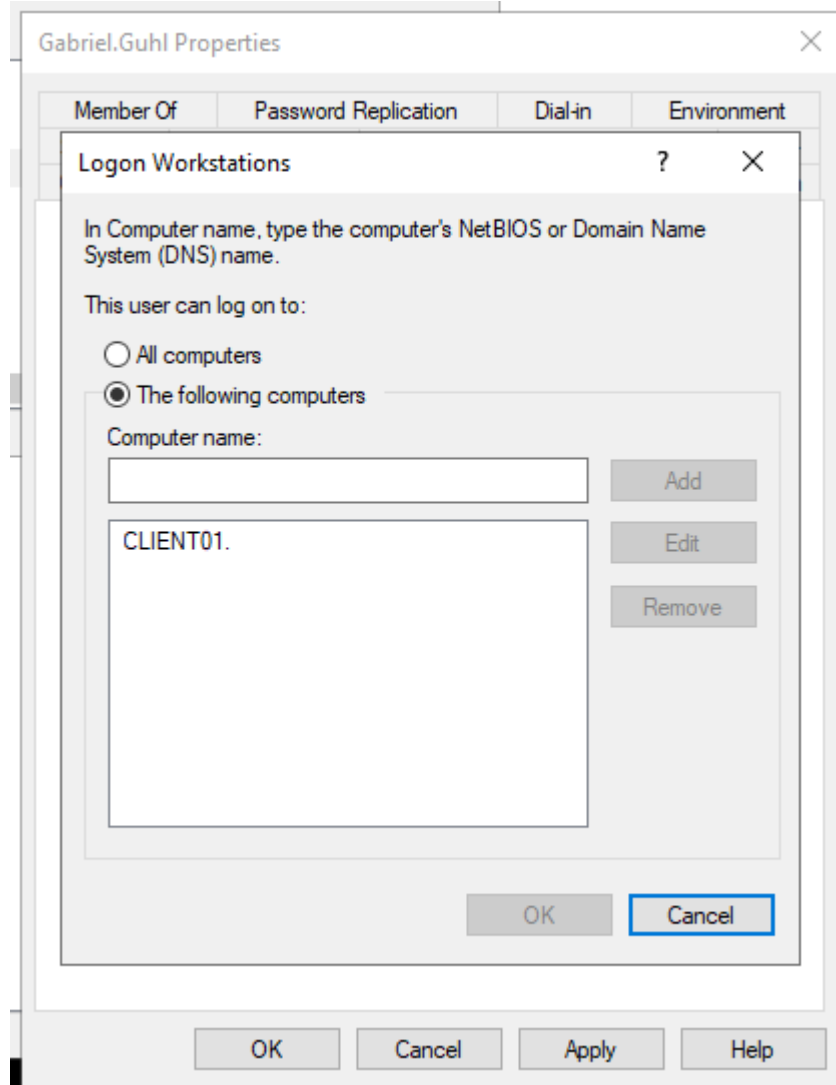 Gabriel.Guhl Properties
Member Of
Password Replication
Dial-in
Environment
Logon Workstations
?
In Computer name, type the computer's NetBIOS or Domain Name
System (DNS) name.
This user can log on to:
All computers
The following computers
Computer name:
Add
CLIENT01.
Edit
Remove
OK
Cancel
OK
Cancel
Apply
Help